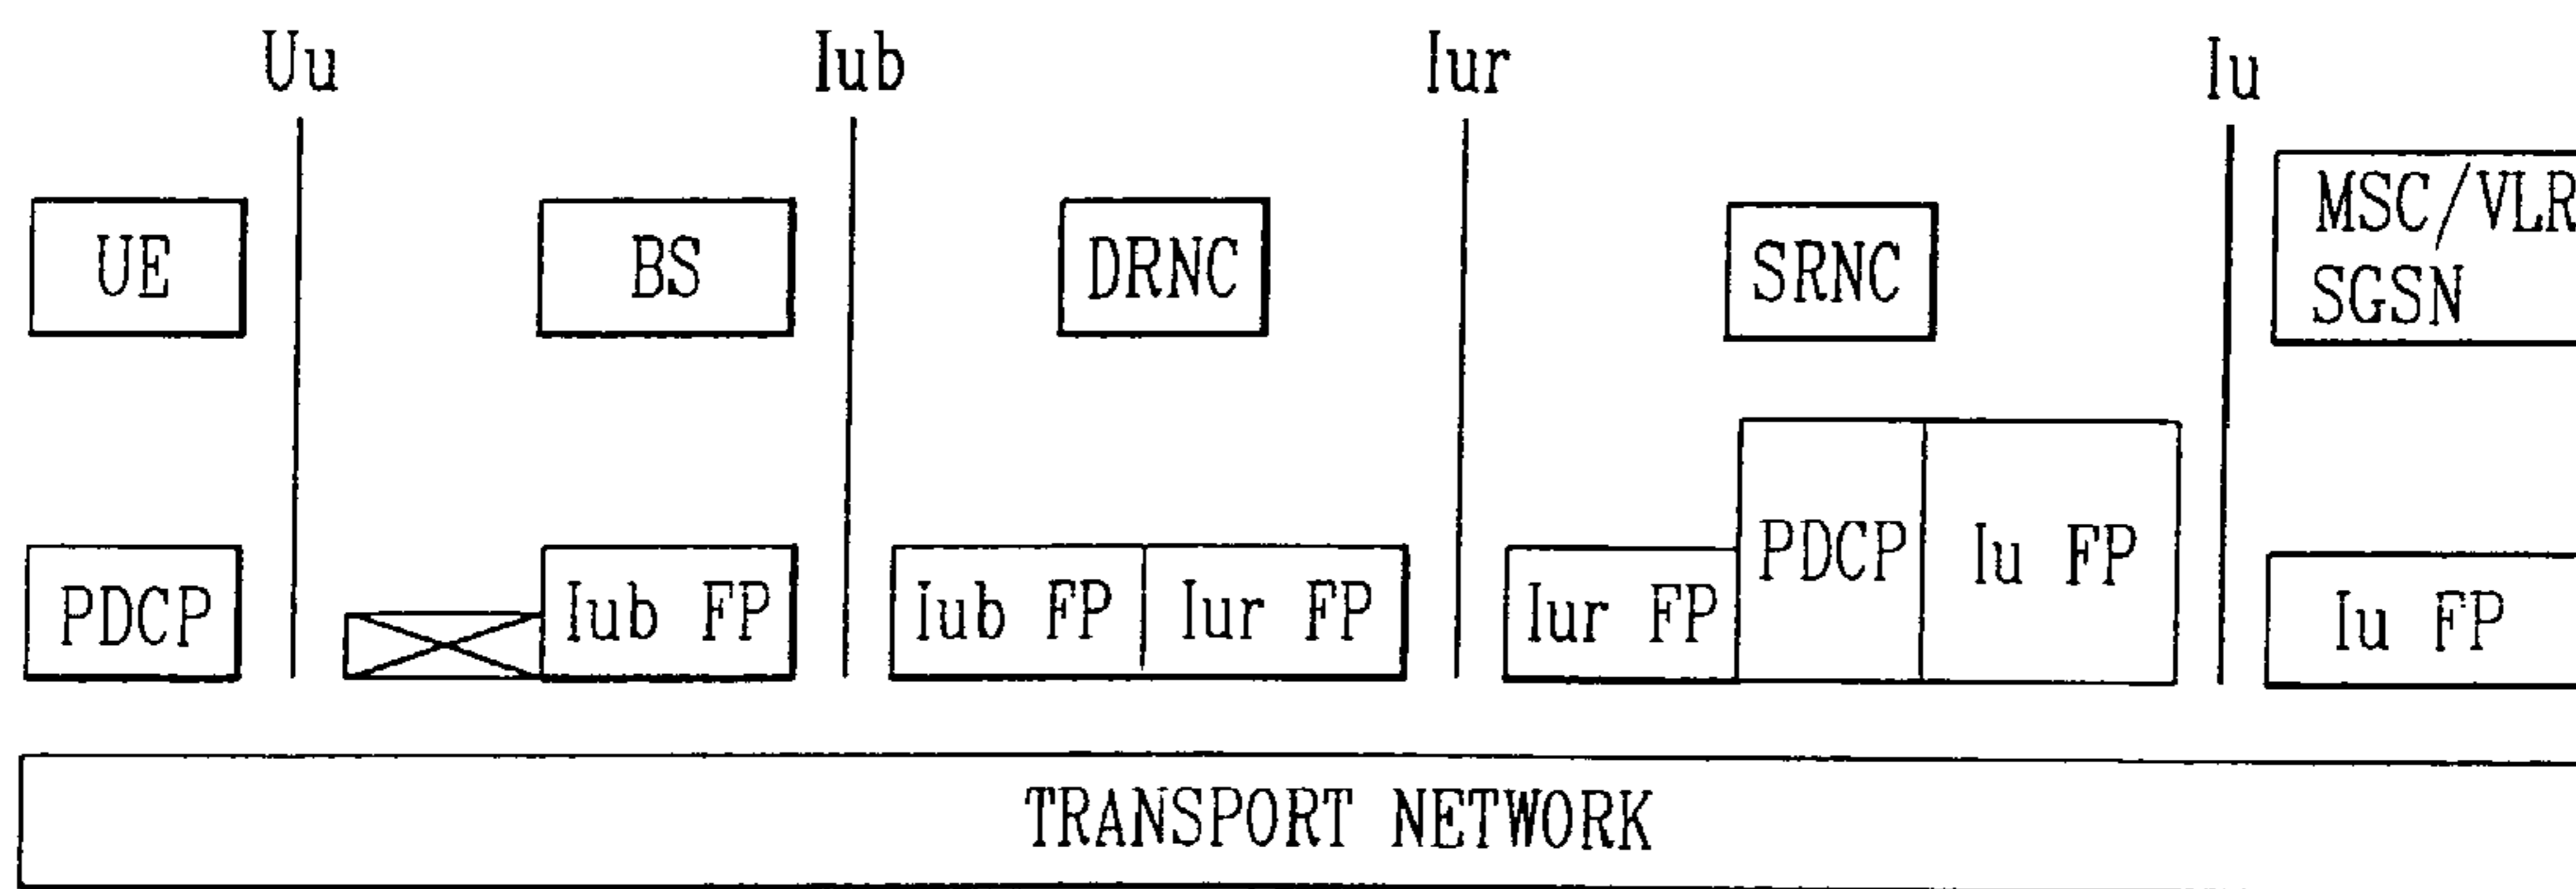 Uu Iub Iur Iu
UE BS DRNC SRNC MSC/VLR
SGSN
PDCP Iub FP Iub FP Iur FP Iur FP PDCP Iu FP Iu FP
TRANSPORT NETWORK